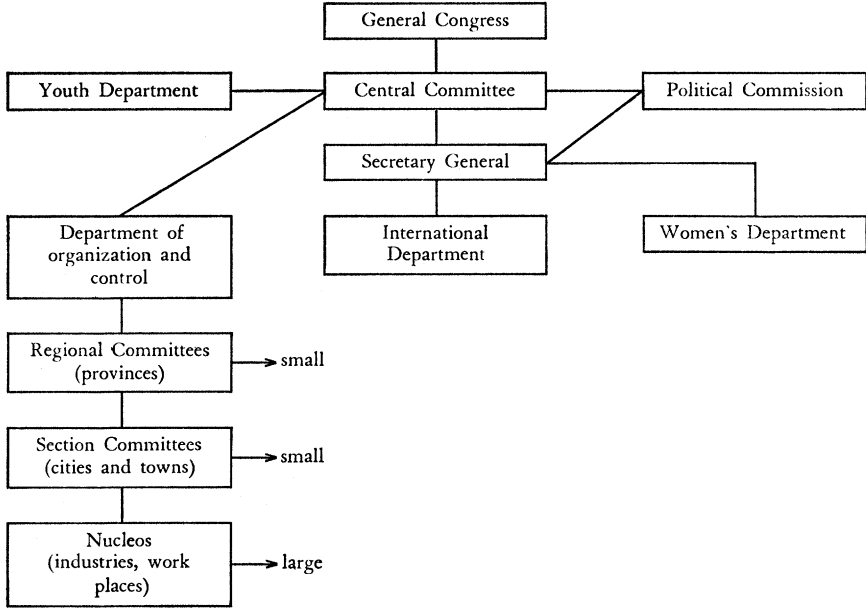 General Congress
Youth Department
Central Committee
Political Commission
Secretary General
Department of
organization and
control
International
Department
Women's Department
Regional Committees
(provinces)
small
Section Committees
(cities and towns)
small
Nucleos
(industries, work
places)
large